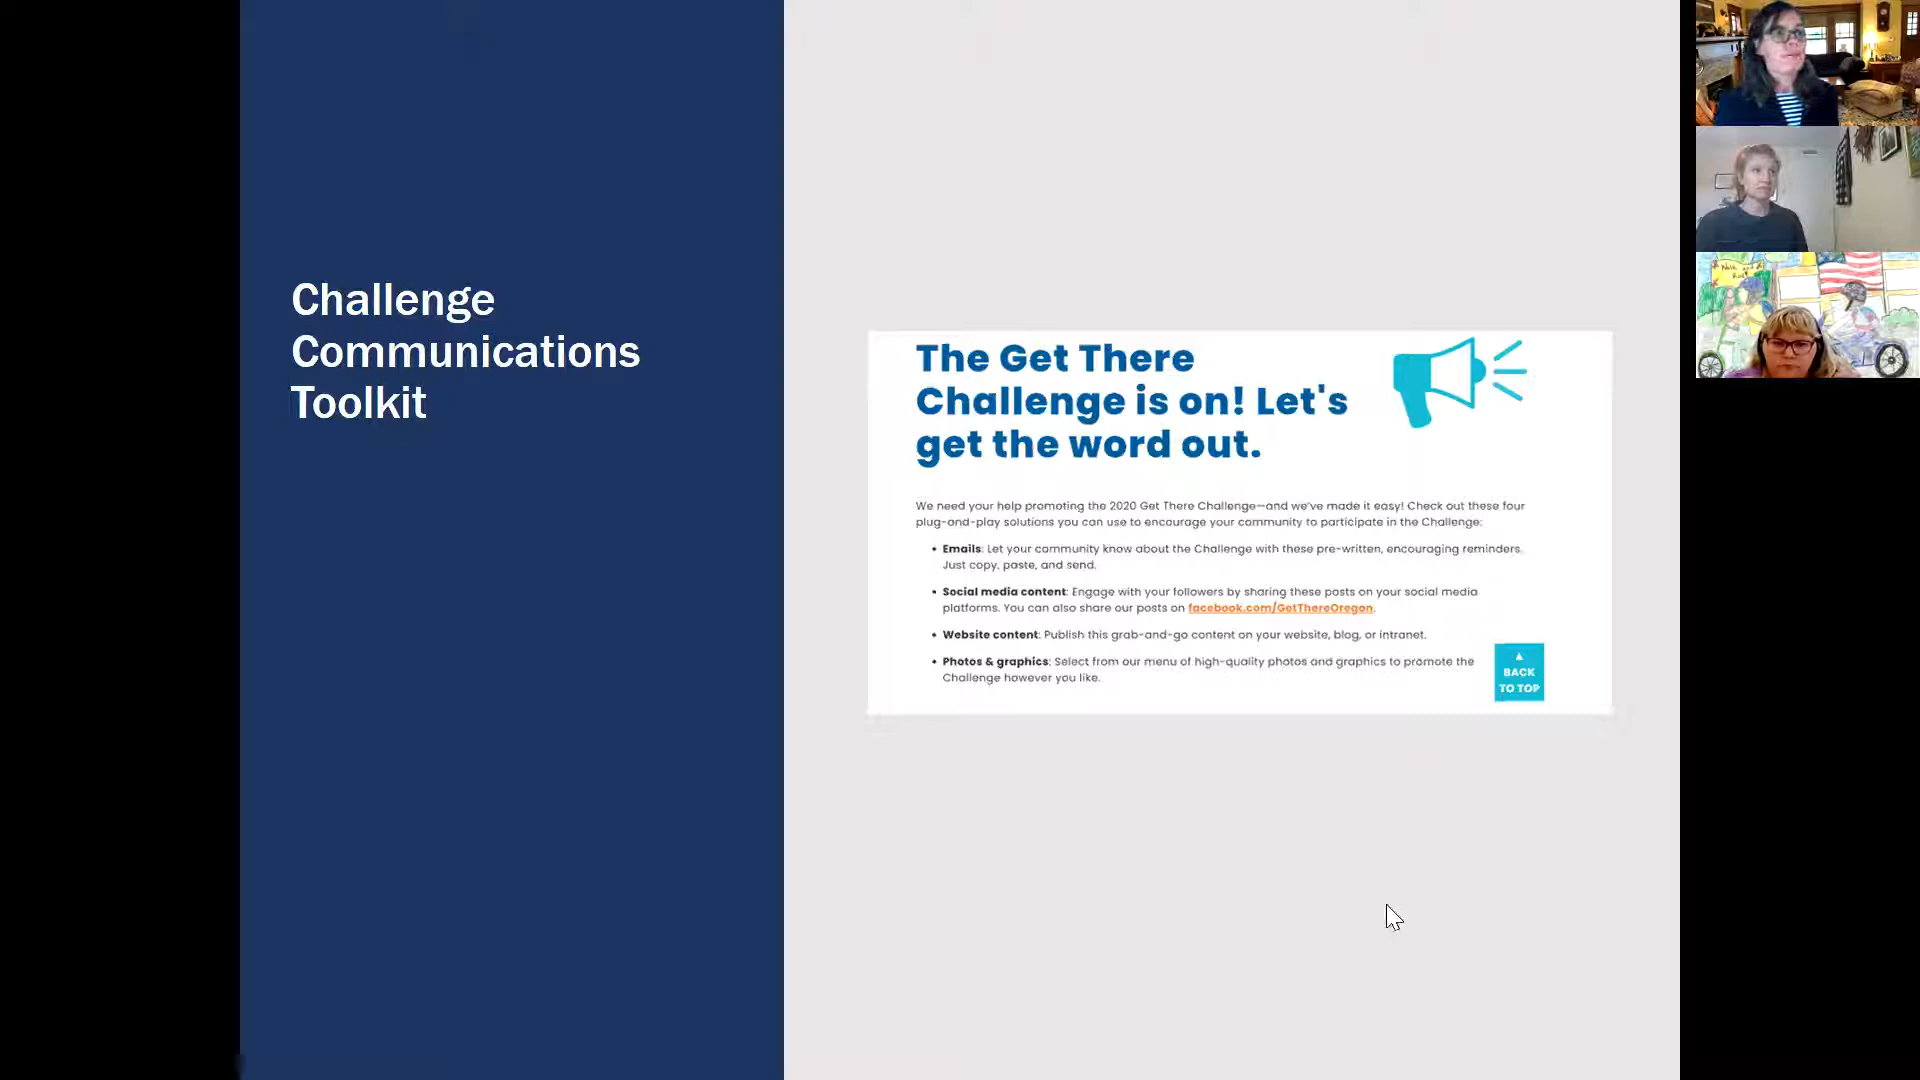 Challenge
Communications
Toolkit
The Get There
Challenge is on! Let's
get the word out.
We need your help promoting the 2020 Get There Challenge—and we've made it easy! Check out these four
plug-and-play solutions you can use to encourage your community to participate in the Challenge:
• Emails: Let your community know about the Challenge with these pre-written, encouraging reminders.
Just copy, paste, and send.
• Social media content: Engage with your followers by sharing these posts on your social media
platforms. You can also share our posts on facebook.com/GetThereOregon.
• Website content: Publish this grab-and-go content on your website, blog, or intranet.
• Photos & graphics: Select from our menu of high-quality photos and graphics to promote the
Challenge however you like.
▲
BACK
TO TOP